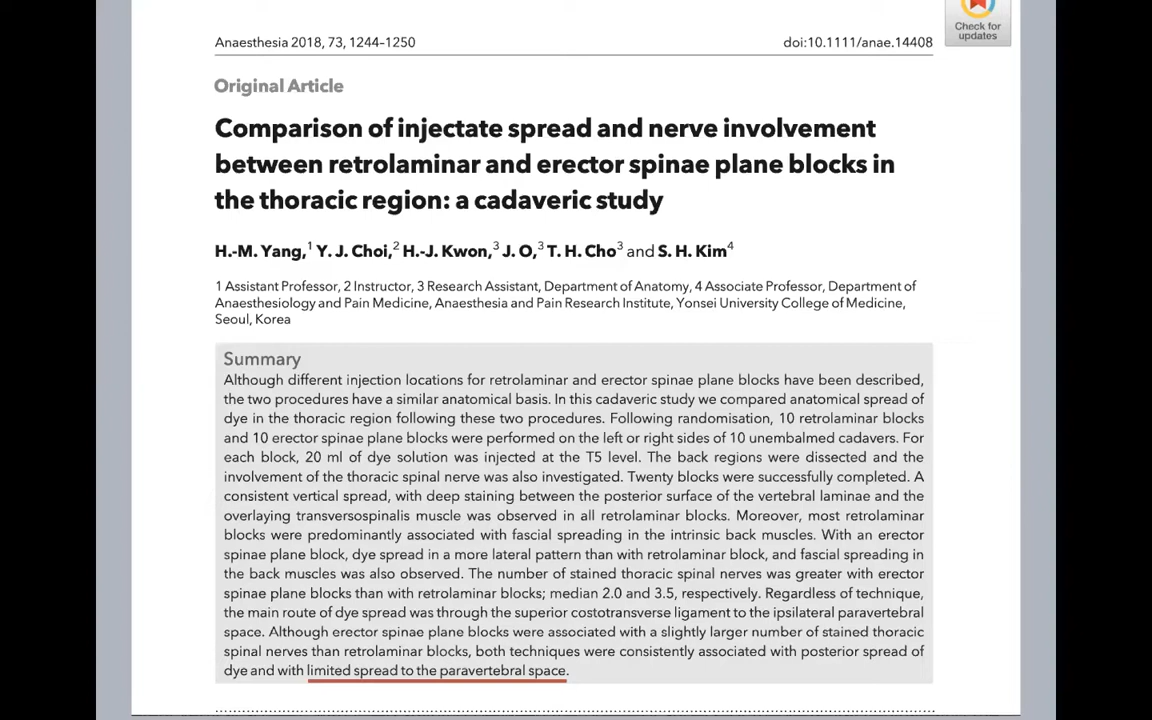 Check for
updates
Anaesthesia 2018, 73, 1244–1250
doi:10.1111/anae.14408
Original Article
Comparison of injectate spread and nerve involvement
between retrolaminar and erector spinae plane blocks in
the thoracic region: a cadaveric study
H.-M. Yang,1 Y. J. Choi,2 H.-J. Kwon,3 J. O,3 T. H. Cho3 and S. H. Kim4
1 Assistant Professor, 2 Instructor, 3 Research Assistant, Department of Anatomy, 4 Associate Professor, Department of
Anaesthesiology and Pain Medicine, Anaesthesia and Pain Research Institute, Yonsei University College of Medicine,
Seoul, Korea
Summary
Although different injection locations for retrolaminar and erector spinae plane blocks have been described,
the two procedures have a similar anatomical basis. In this cadaveric study we compared anatomical spread of
dye in the thoracic region following these two procedures. Following randomisation, 10 retrolaminar blocks
and 10 erector spinae plane blocks were performed on the left or right sides of 10 unembalmed cadavers. For
each block, 20 ml of dye solution was injected at the T5 level. The back regions were dissected and the
involvement of the thoracic spinal nerve was also investigated. Twenty blocks were successfully completed. A
consistent vertical spread, with deep staining between the posterior surface of the vertebral laminae and the
overlaying transversospinalis muscle was observed in all retrolaminar blocks. Moreover, most retrolaminar
blocks were predominantly associated with fascial spreading in the intrinsic back muscles. With an erector
spinae plane block, dye spread in a more lateral pattern than with retrolaminar block, and fascial spreading in
the back muscles was also observed. The number of stained thoracic spinal nerves was greater with erector
spinae plane blocks than with retrolaminar blocks; median 2.0 and 3.5, respectively. Regardless of technique,
the main route of dye spread was through the superior costotransverse ligament to the ipsilateral paravertebral
space. Although erector spinae plane blocks were associated with a slightly larger number of stained thoracic
spinal nerves than retrolaminar blocks, both techniques were consistently associated with posterior spread of
dye and with limited spread to the paravertebral space.